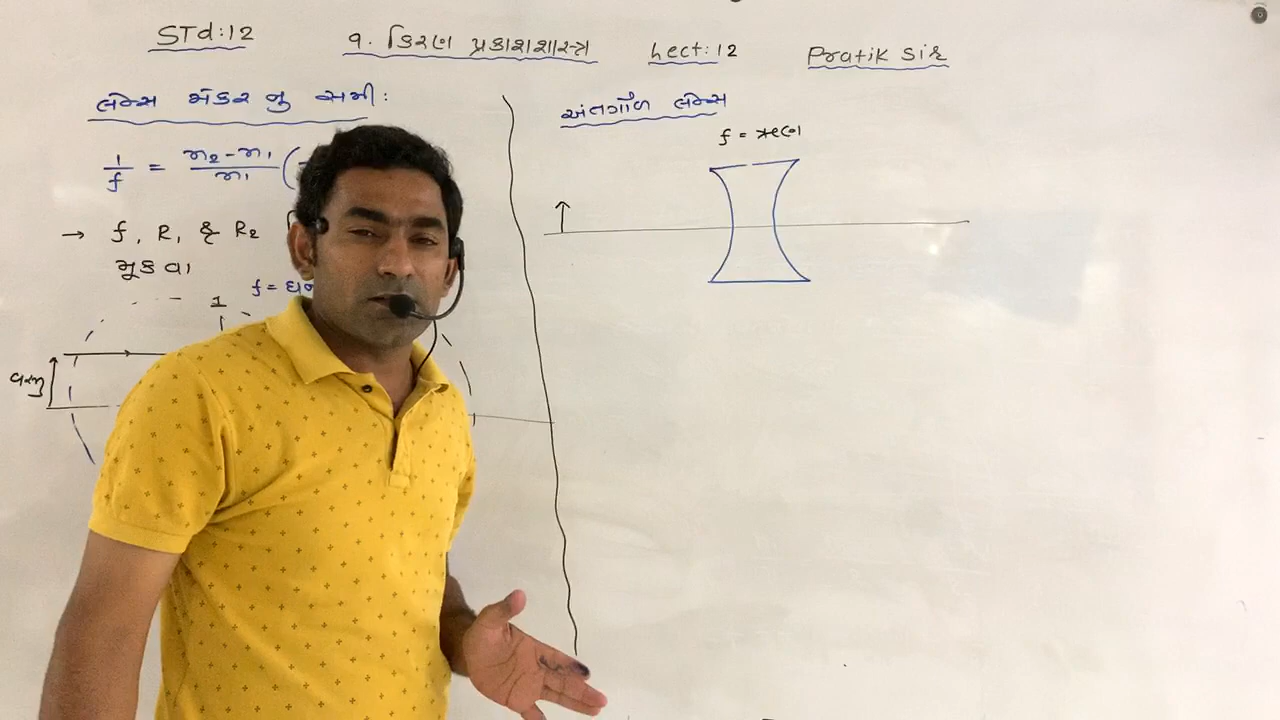 STd:12 ૧. કિરણ પ્રકાશશાસ્ત્ર Lect:12 Pratik Sir
લેન્સ મેકર નુ સમી:
1/f = n₂-n₁/n₁ (
→ f, R₁ & R₂
મૂકવા
f = ધન
વસ્તુ
અંતર્ગોળ લેન્સ
f = ઋણ